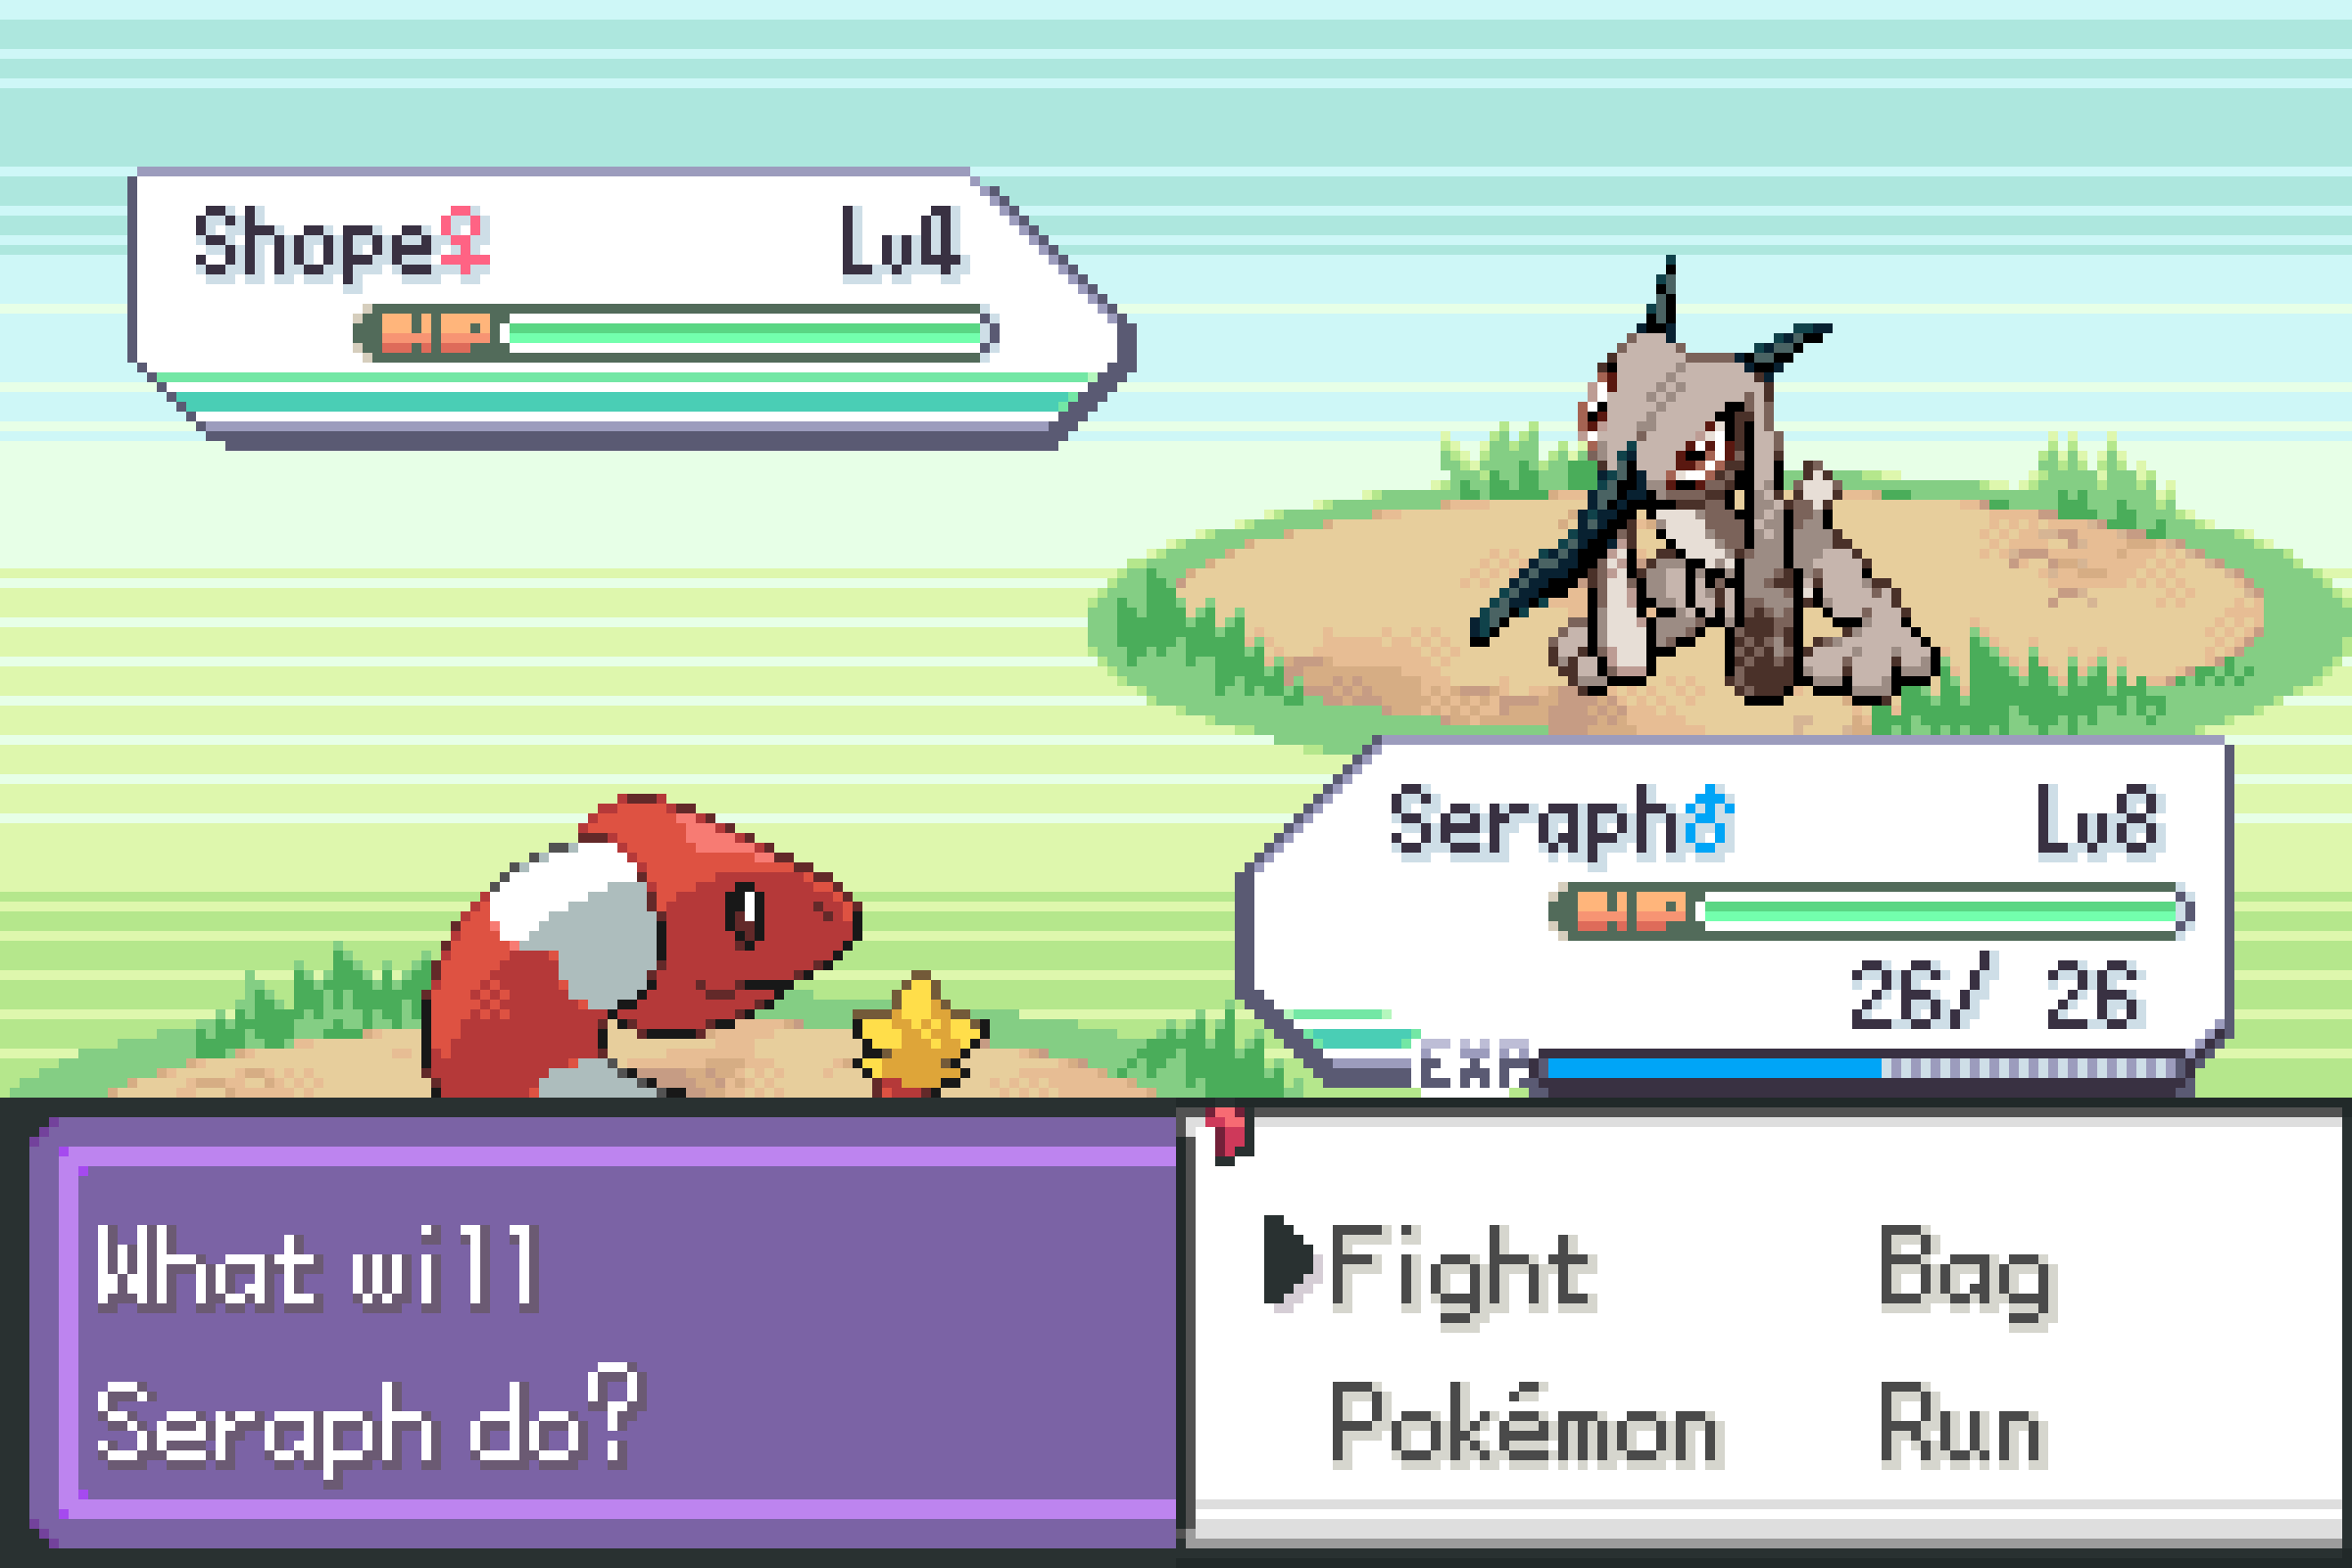 Shope♀ Lv4
HP
Seraph♂ Lv8
HP
26/ 26
EXP
What will
Seraph do?
Fight Bag
Pokémon Run